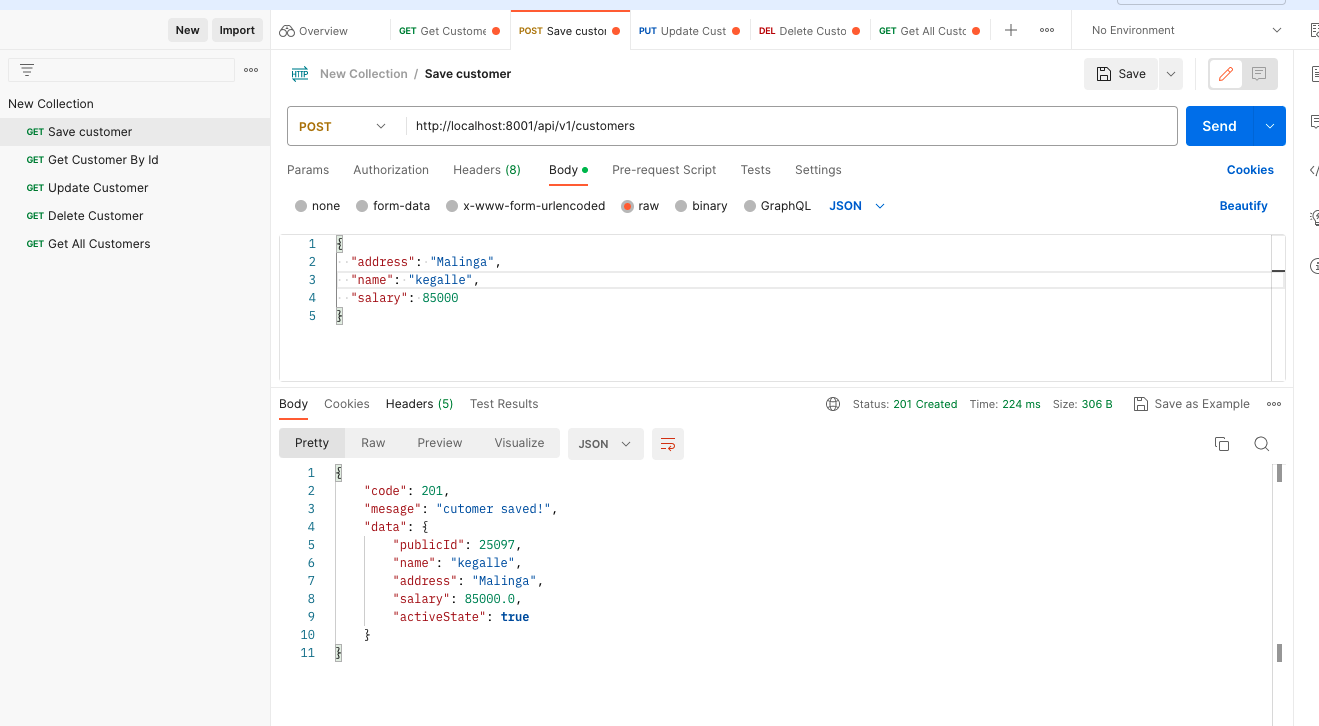 New Import
Overview
GET Get Custome
POST Save custor
PUT Update Cust
DEL Delete Custo
GET Get All Custc
No Environment
New Collection / Save customer
Save
New Collection
GET Save customer
GET Get Customer By Id
GET Update Customer
GET Delete Customer
GET Get All Customers
POST http://localhost:8001/api/v1/customers Send
Params Authorization Headers (8) Body Pre-request Script Tests Settings Cookies
none form-data x-www-form-urlencoded raw binary GraphQL JSON Beautify
1 {
2 "address": "Malinga",
3 "name": "kegalle",
4 "salary": 85000
5 }
Body Cookies Headers (5) Test Results Status: 201 Created Time: 224 ms Size: 306 B Save as Example
Pretty Raw Preview Visualize JSON
1 {
2 "code": 201,
3 "mesage": "cutomer saved!",
4 "data": {
5 "publicId": 25097,
6 "name": "kegalle",
7 "address": "Malinga",
8 "salary": 85000.0,
9 "activeState": true
10 }
11 }